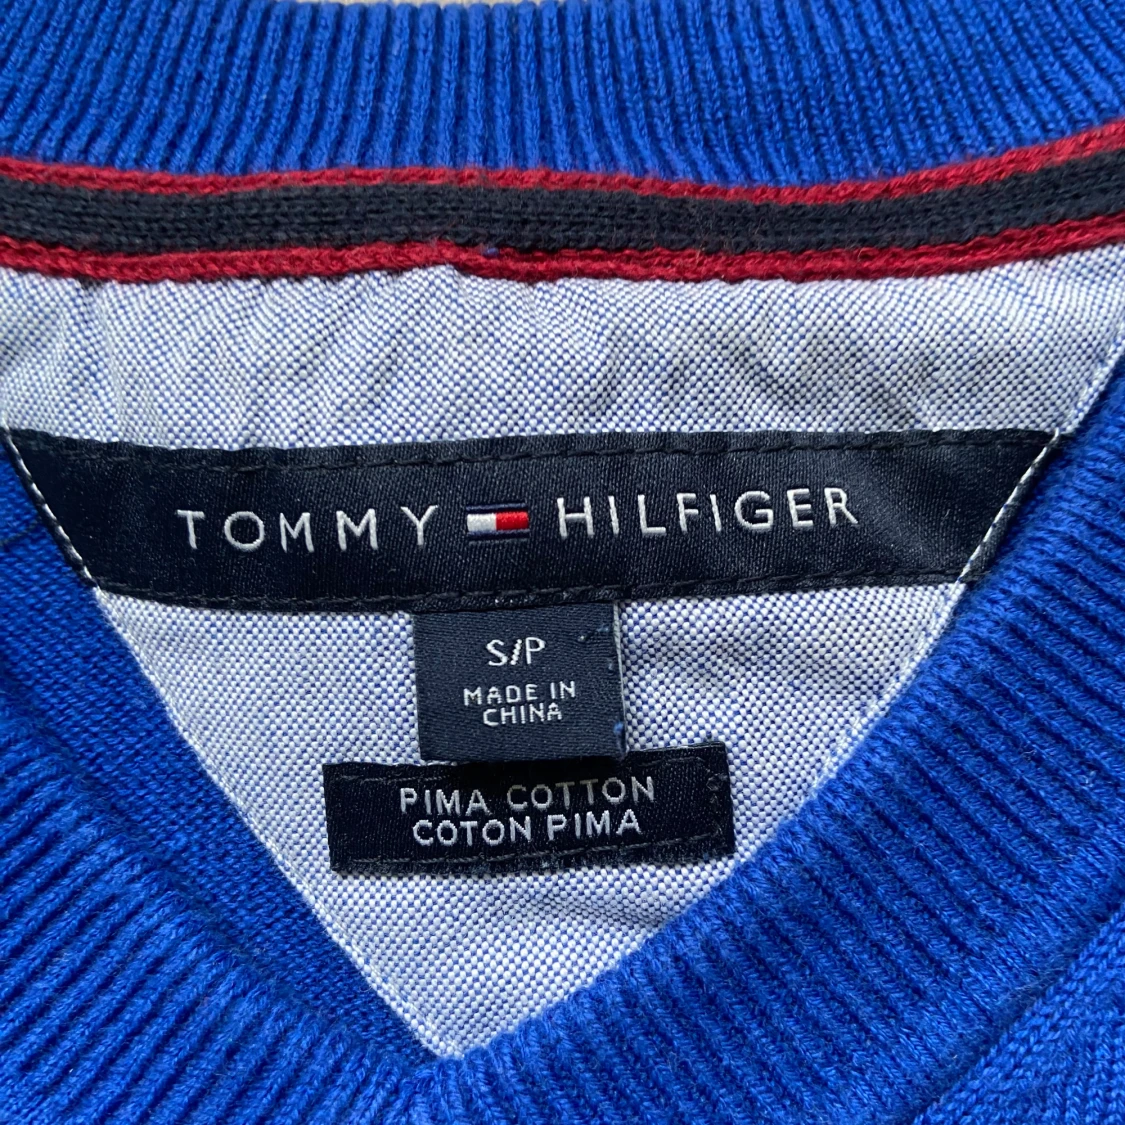 TOMMY HILFIGER
S/P
MADE IN
CHINA
PIMA COTTON
COTON PIMA